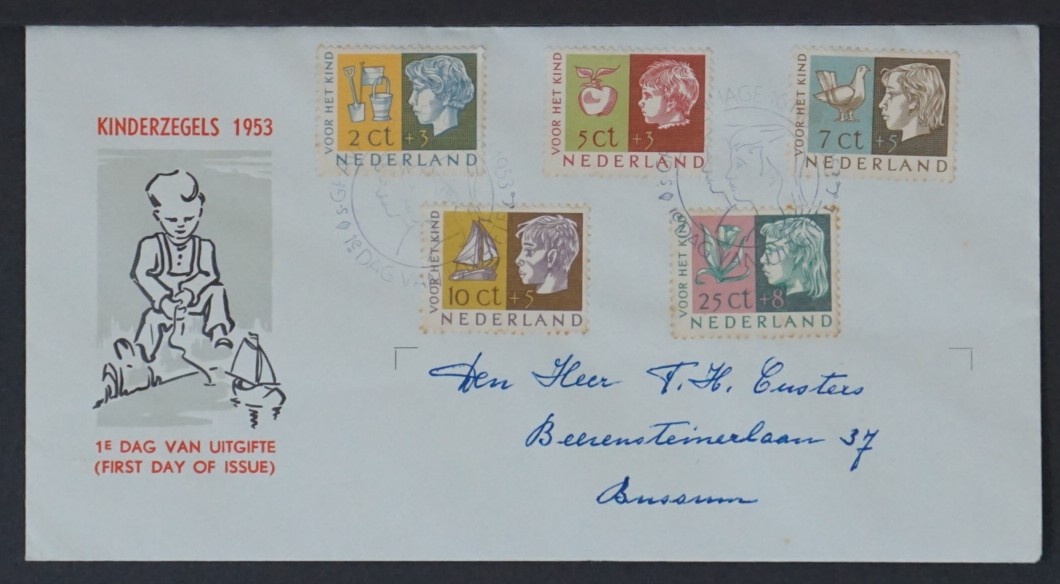 KINDERZEGELS 1953
VOOR HET KIND
2 ct +3
NEDERLAND
VOOR HET KIND
5 ct +3
NEDERLAND
VOOR HET KIND
7 ct +5
NEDERLAND
VOOR HET KIND
10 ct +5
NEDERLAND
VOOR HET KIND
25 ct +8
NEDERLAND
1E DAG VAN UITGIFTE
(FIRST DAY OF ISSUE)
Den Heer T. H. Custers
Beerensteinerlaan 37
Bussum